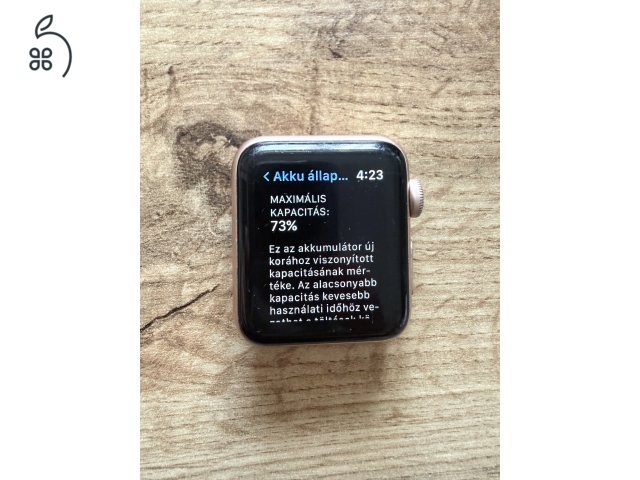 Akku állap... 4:23
MAXIMÁLIS
KAPACITÁS:
73%
Ez az akkumulátor új
korához viszonyított
kapacitásának mér-
téke. Az alacsonyabb
kapacitás kevesebb
használati időhöz ve-